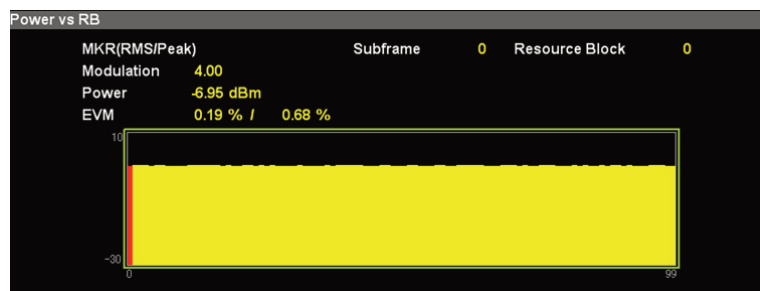 Power vs RB
MKR(RMS/Peak) Subframe 0 Resource Block 0
Modulation 4.00
Power -6.95 dBm
EVM 0.19 % / 0.68 %
10
-30
0 99